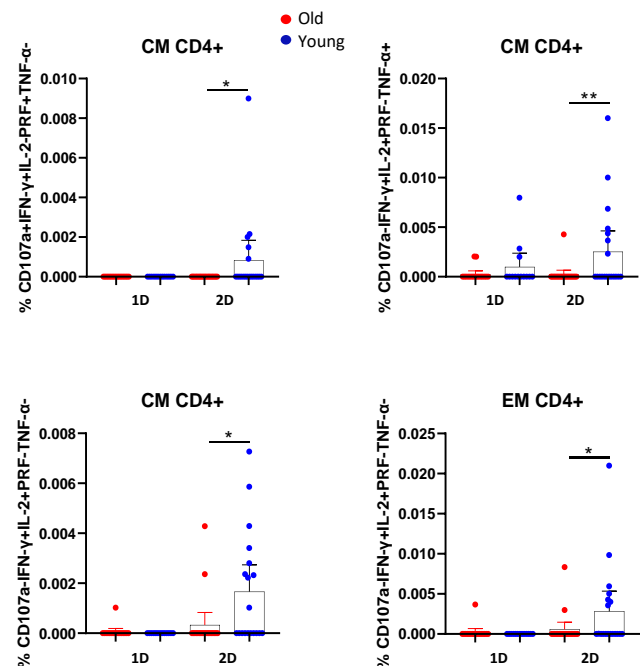 Old
Young
CM CD4+
% CD107a+IFN-γ+IL-2-PRF+TNF-α-
0.010
0.008
0.006
0.004
0.002
0.000
*
1D
2D
CM CD4+
% CD107a-IFN-γ+IL-2+PRF-TNF-α+
0.020
0.015
0.010
0.005
0.000
**
1D
2D
CM CD4+
% CD107a-IFN-γ+IL-2+PRF-TNF-α-
0.008
0.006
0.004
0.002
0.000
*
1D
2D
EM CD4+
% CD107a-IFN-γ+IL-2+PRF-TNF-α-
0.025
0.020
0.015
0.010
0.005
0.000
*
1D
2D